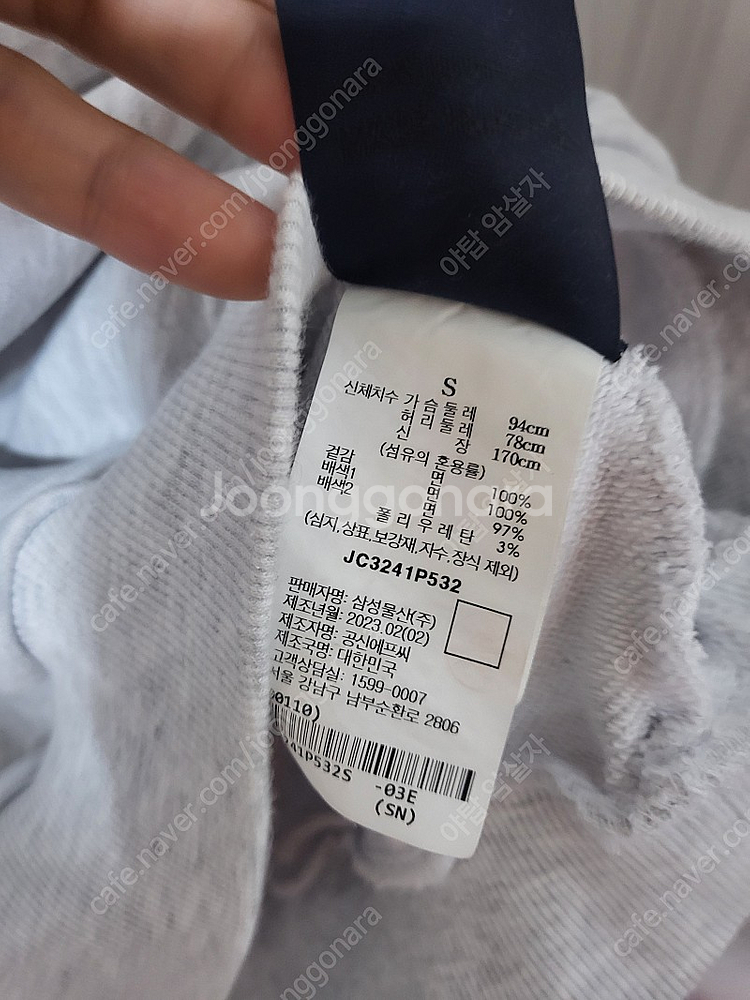 S
신체치수 가슴둘레 94cm
허리둘레 78cm
신 장 170cm
(섬유의 혼용률)
겉감 면 100%
배색1 면 100%
배색2 면 97%
폴리우레탄 3%
(심지,상표,보강재,자수,장식 제외)
JC3241P532
판매자명: 삼성물산(주)
제조년월: 2023.02(02)
제조자명: 공신에프씨
제조국명: 대한민국
고객상담실: 1599-0007
서울 강남구 남부순환로 2806
0110)
241P532S -03E
(SN)
Joonggonara
cafe.naver.com/joonggonara
야탑 암살자